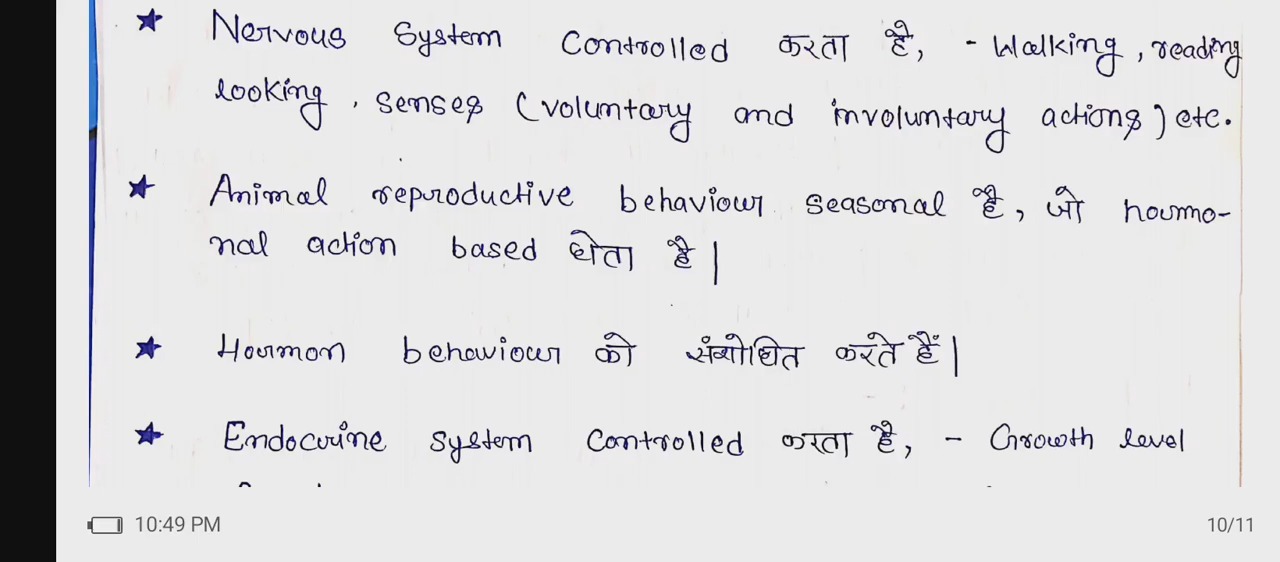 ★ Nervous System Controlled करता है, - Walking, reading
looking, senses (voluntary and involuntary actions) etc.
★ Animal reproductive behaviour seasonal है, जो hormo-
nal action based होता है |
★ Hormon behaviour को संशोधित करते हैं |
★ Endocrine system Controlled करता है, - Growth level
10:49 PM
10/11